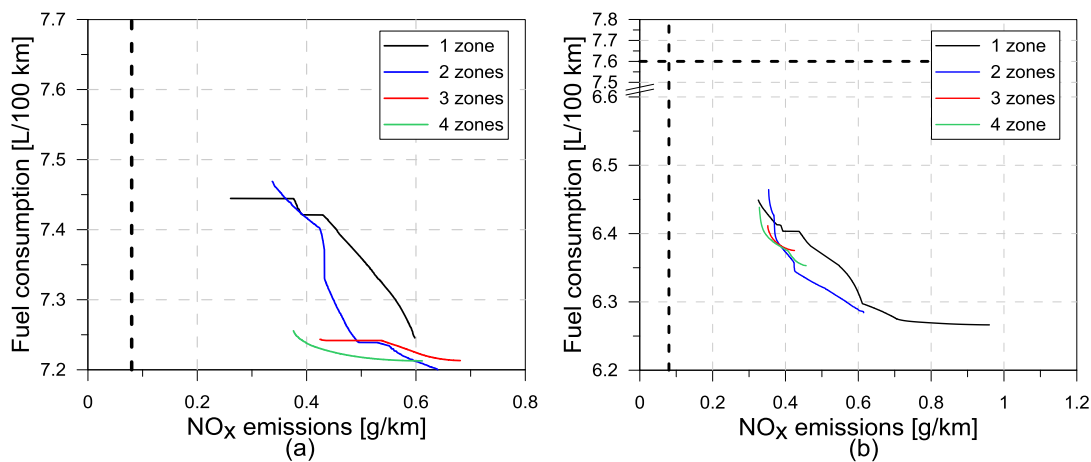 Fuel consumption [L/100 km]
7.7
7.6
7.5
7.4
7.3
7.2
0
0.2
0.4
0.6
0.8
NOX emissions [g/km]
(a)
1 zone
2 zones
3 zones
4 zones
Fuel consumption [L/100 km]
7.8
7.7
7.6
7.5
6.6
6.5
6.4
6.3
6.2
0
0.2
0.4
0.6
0.8
1
1.2
NOX emissions [g/km]
(b)
1 zone
2 zones
3 zones
4 zone